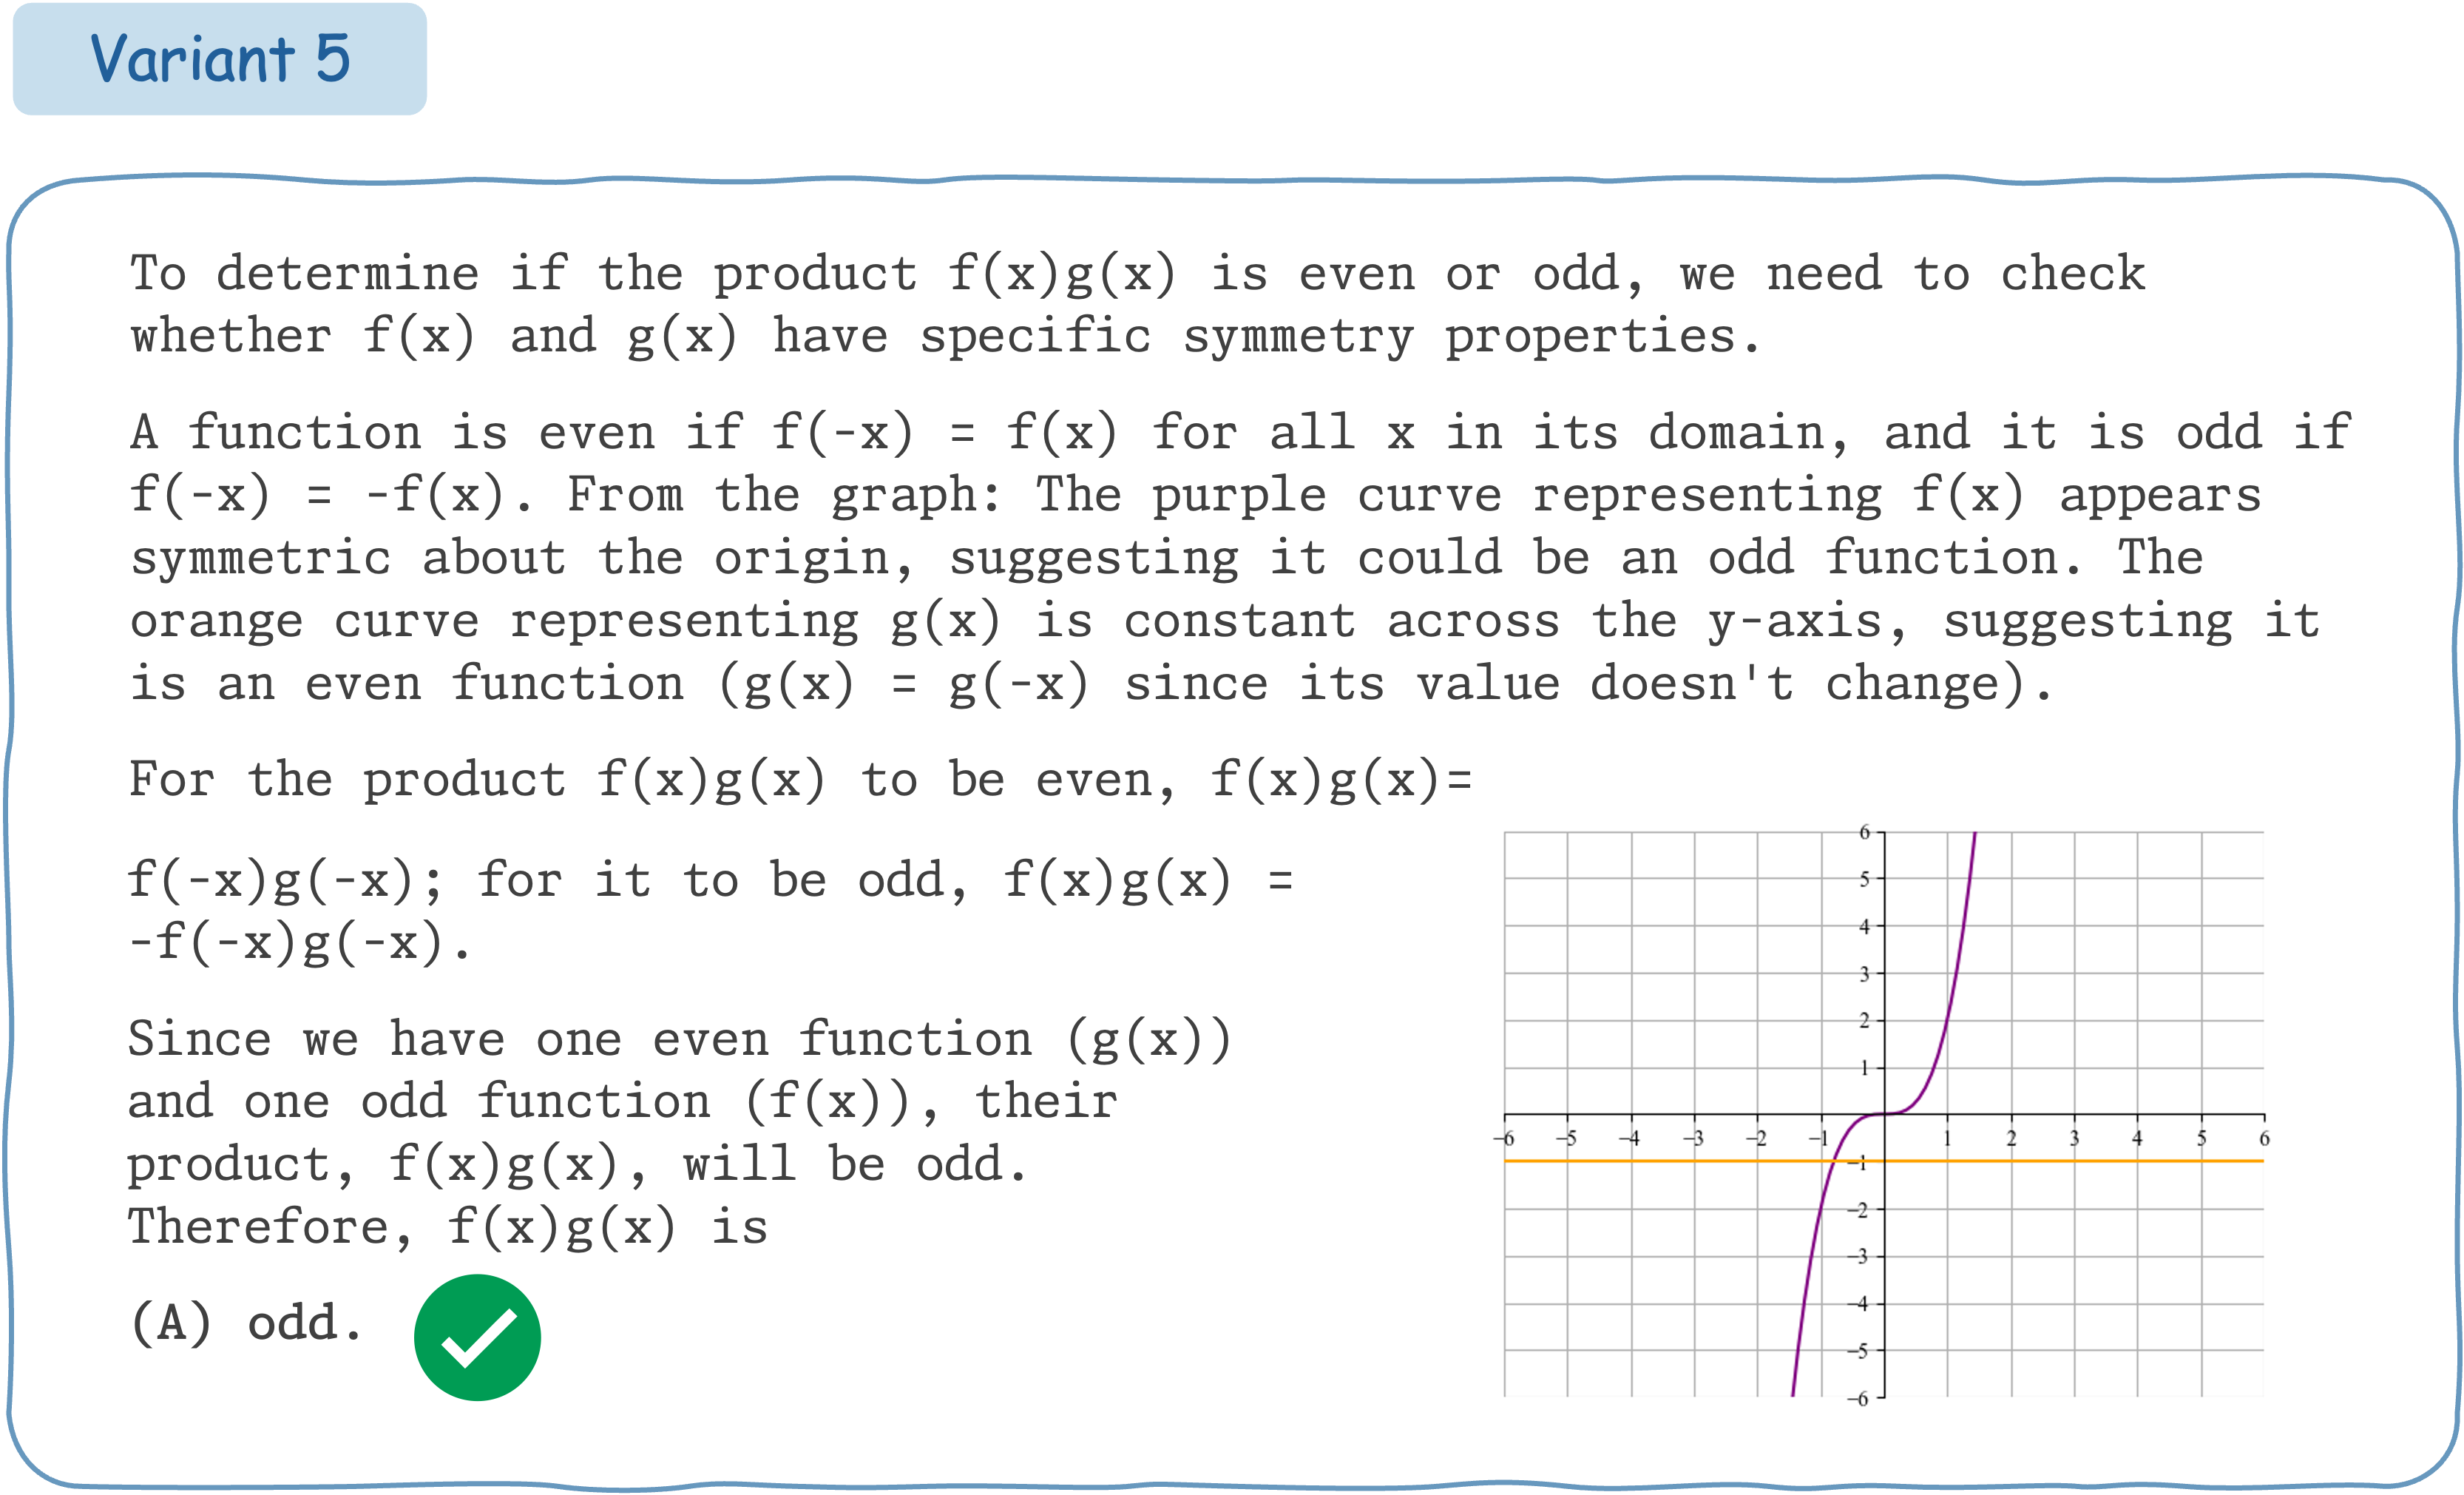 Variant 5
To determine if the product f(x)g(x) is even or odd, we need to check
whether f(x) and g(x) have specific symmetry properties.
A function is even if f(-x) = f(x) for all x in its domain, and it is odd if
f(-x) = -f(x). From the graph: The purple curve representing f(x) appears
symmetric about the origin, suggesting it could be an odd function. The
orange curve representing g(x) is constant across the y-axis, suggesting it
is an even function (g(x) = g(-x) since its value doesn't change).
For the product f(x)g(x) to be even, f(x)g(x)=
f(-x)g(-x); for it to be odd, f(x)g(x) =
-f(-x)g(-x).
Since we have one even function (g(x))
and one odd function (f(x)), their
product, f(x)g(x), will be odd.
Therefore, f(x)g(x) is
(A) odd.
6
5
4
3
2
1
−6 −5 −4 −3 −2 −1 1 2 3 4 5 6
−1
−2
−3
−4
−5
−6